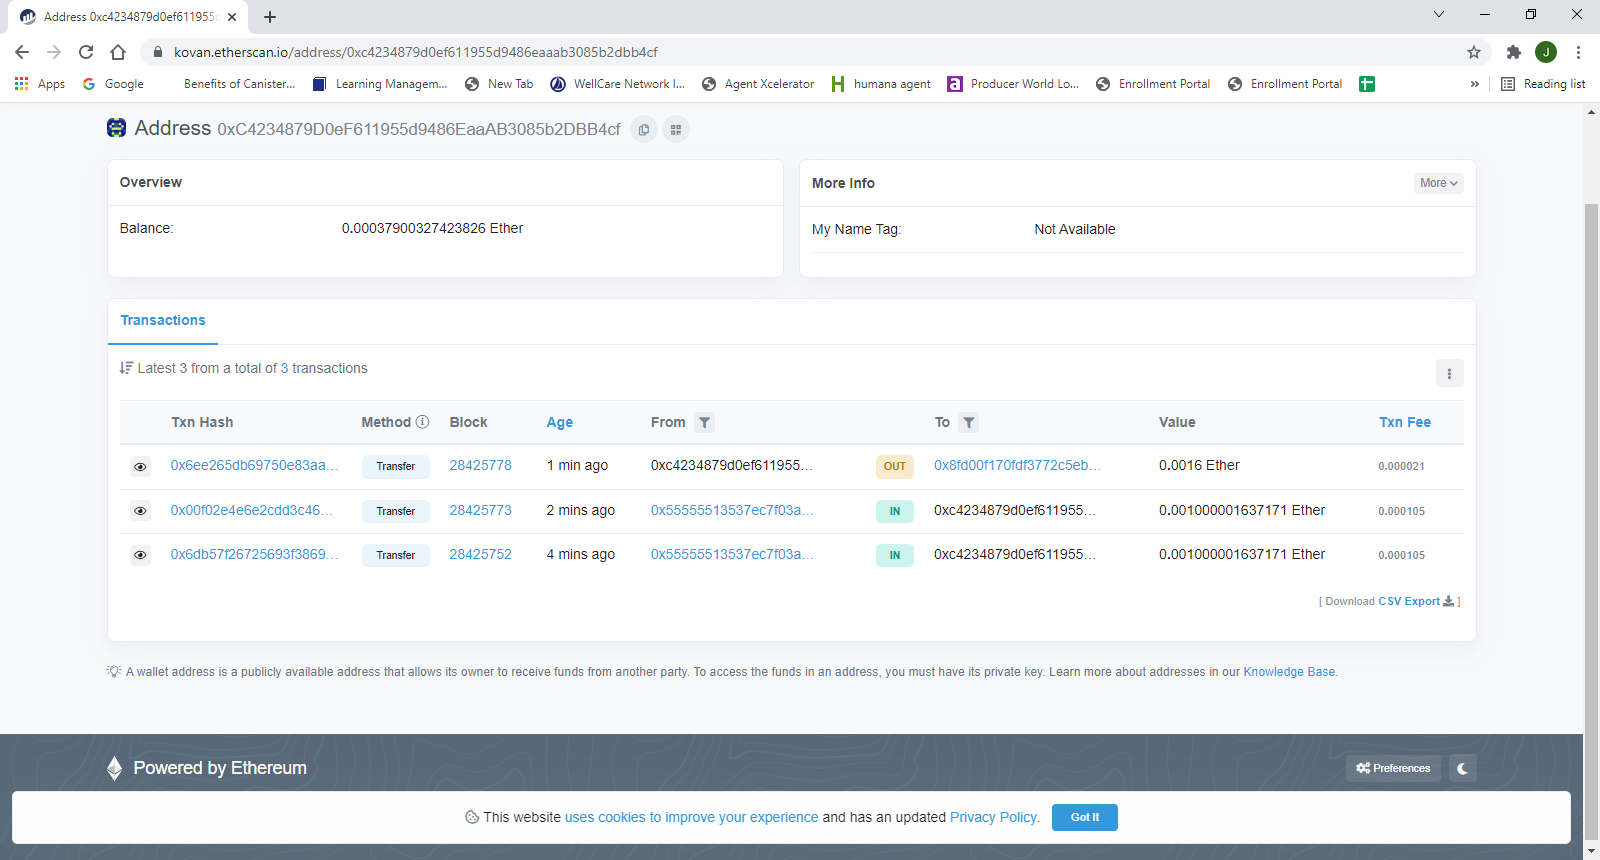 Address 0xc4234879d0ef611955d
kovan.etherscan.io/address/0xc4234879d0ef611955d9486eaaab3085b2dbb4cf
J
Apps Google Benefits of Canister... Learning Managem... New Tab WellCare Network I... Agent Xcelerator humana agent Producer World Lo... Enrollment Portal Enrollment Portal » Reading list
Address 0xC4234879D0eF611955d9486EaaAB3085b2DBB4cf
Overview
Balance: 0.00037900327423826 Ether
More Info More
My Name Tag: Not Available
Transactions
Latest 3 from a total of 3 transactions
Txn Hash Method Block Age From To Value Txn Fee
0x6ee265db69750e83aa... Transfer 28425778 1 min ago 0xc4234879d0ef611955... OUT 0x8fd00f170fdf3772c5eb... 0.0016 Ether 0.000021
0x00f02e4e6e2cdd3c46... Transfer 28425773 2 mins ago 0x55555513537ec7f03a... IN 0xc4234879d0ef611955... 0.001000001637171 Ether 0.000105
0x6db57f26725693f3869... Transfer 28425752 4 mins ago 0x55555513537ec7f03a... IN 0xc4234879d0ef611955... 0.001000001637171 Ether 0.000105
[ Download CSV Export ]
A wallet address is a publicly available address that allows its owner to receive funds from another party. To access the funds in an address, you must have its private key. Learn more about addresses in our Knowledge Base.
Powered by Ethereum
Preferences
This website uses cookies to improve your experience and has an updated Privacy Policy. Got It